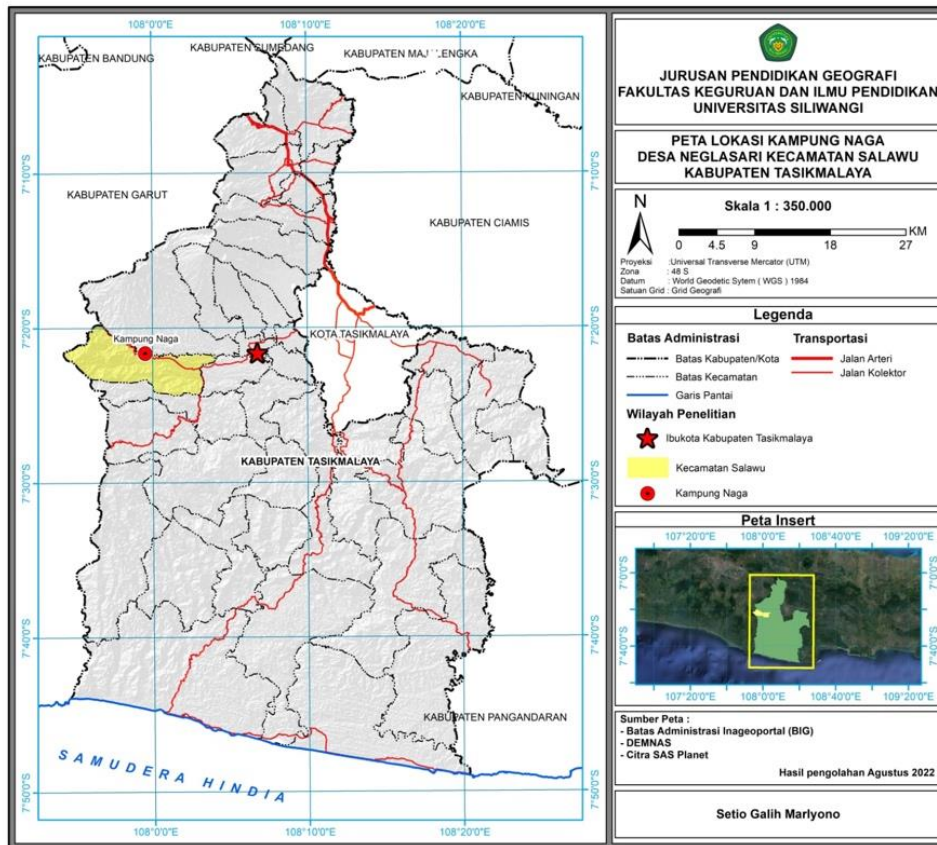 108°0'0"E 108°10'0"E 108°20'0"E
KABUPATEN SUMEDANG
KABUPATEN BANDUNG
KABUPATEN KUNINGAN
7°10'0"S 7°10'0"S
KABUPATEN GARUT
KABUPATEN CIAMIS
7°20'0"S 7°20'0"S
KOTA TASIKMALAYA
Kampung Naga
KABUPATEN TASIKMALAYA
7°30'0"S 7°30'0"S
7°40'0"S 7°40'0"S
KABUPATEN PANGANDARAN
SAMUDERA HINDIA
7°50'0"S 7°50'0"S
108°0'0"E 108°10'0"E 108°20'0"E
JURUSAN PENDIDIKAN GEOGRAFI
FAKULTAS KEGURUAN DAN ILMU PENDIDIKAN
UNIVERSITAS SILIWANGI
PETA LOKASI KAMPUNG NAGA
DESA NEGLASARI KECAMATAN SALAWU
KABUPATEN TASIKMALAYA
N
Skala 1 : 350.000
KM
0 4.5 9 18 27
Proyeksi :Universal Transverse Mercator (UTM)
Zona : 48 S
Datum : World Geodetic Sytem ( WGS ) 1984
Satuan Grid : Grid Geografi
Legenda
Batas Administrasi
Batas Kabupaten/Kota
Batas Kecamatan
Garis Pantai
Transportasi
Jalan Arteri
Jalan Kolektor
Wilayah Penelitian
Ibukota Kabupaten Tasikmalaya
Kecamatan Salawu
Kampung Naga
Peta Insert
107°20'0"E 108°0'0"E 108°40'0"E 109°20'0"E
7°0'0"S 7°0'0"S
7°40'0"S 7°40'0"S
107°20'0"E 108°0'0"E 108°40'0"E 109°20'0"E
Sumber Peta :
- Batas Administrasi Inageoportal (BIG)
- DEMNAS
- Citra SAS Planet
Hasil pengolahan Agustus 2022
Setio Galih Marlyono